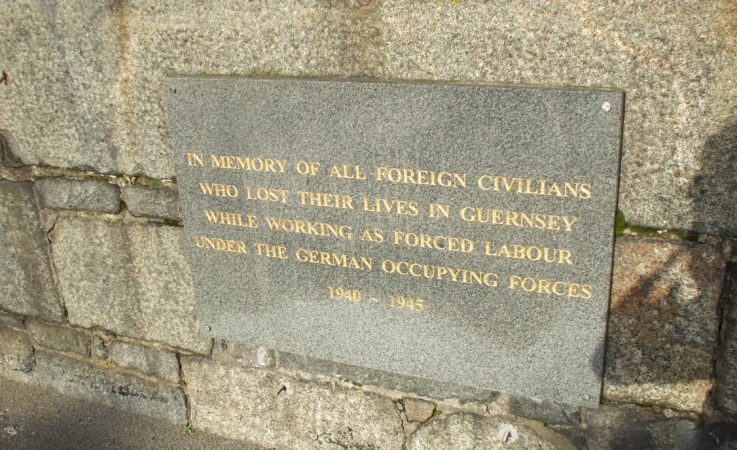 IN MEMORY OF ALL FOREIGN CIVILIANS
WHO LOST THEIR LIVES IN GUERNSEY
WHILE WORKING AS FORCED LABOUR
UNDER THE GERMAN OCCUPYING FORCES
1940 ~ 1945